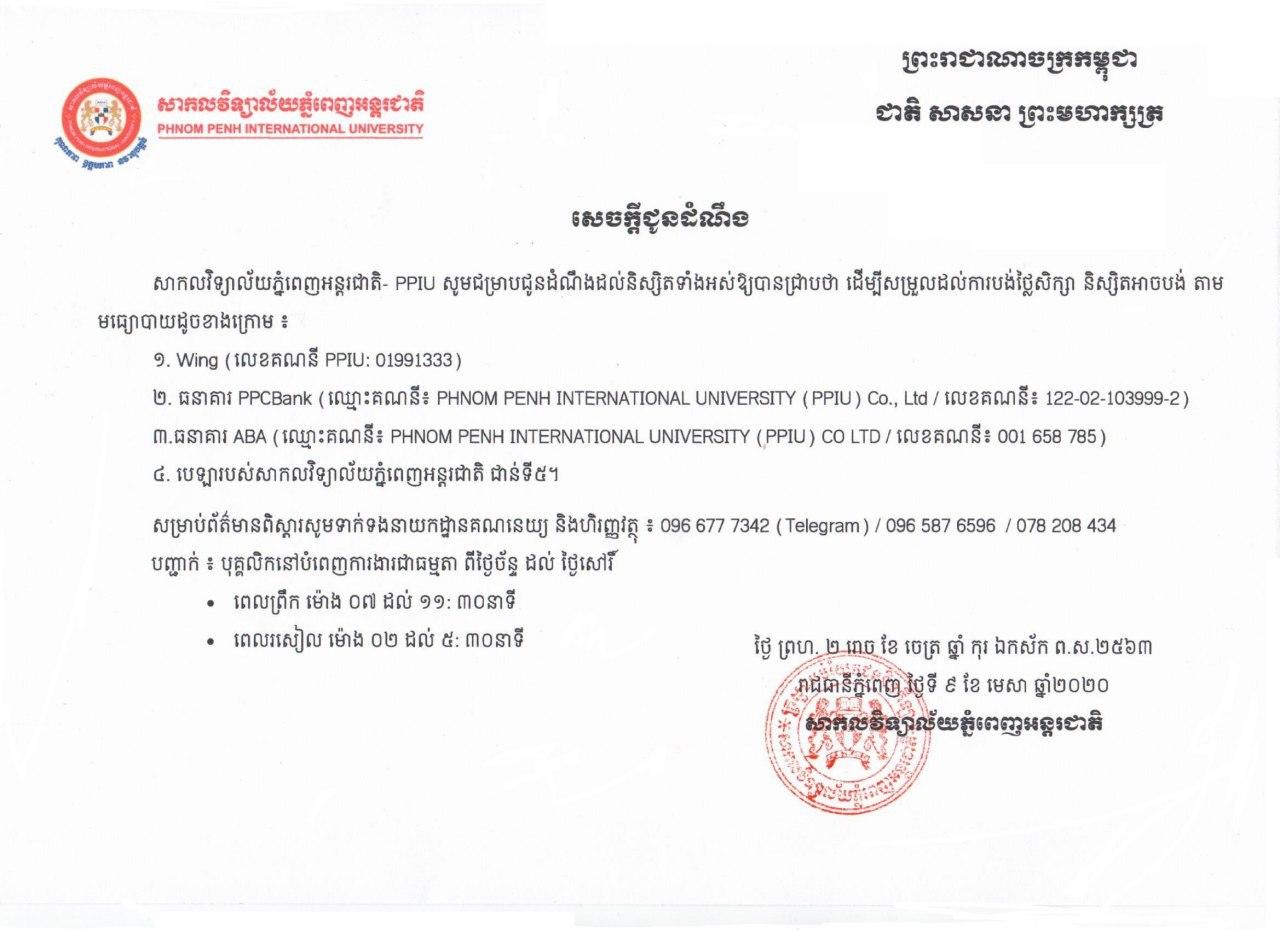 ព្រះរាជាណាចក្រកម្ពុជា
ជាតិ សាសនា ព្រះមហាក្សត្រ
សាកលវិទ្យាល័យភ្នំពេញអន្តរជាតិ
PHNOM PENH INTERNATIONAL UNIVERSITY
សេចក្តីជូនដំណឹង
សាកលវិទ្យាល័យភ្នំពេញអន្តរជាតិ- PPIU សូមជម្រាបជូនដំណឹងដល់និស្សិតទាំងអស់ឱ្យបានជ្រាបថា ដើម្បីសម្រួលដល់ការបង់ថ្លៃសិក្សា និស្សិតអាចបង់ តាម
មធ្យោបាយដូចខាងក្រោម ៖
១. Wing (លេខគណនី PPIU: 01991333)
២. ធនាគារ PPCBank (ឈ្មោះគណនី៖ PHNOM PENH INTERNATIONAL UNIVERSITY (PPIU) Co., Ltd / លេខគណនី៖ 122-02-103999-2)
៣.ធនាគារ ABA (ឈ្មោះគណនី៖ PHNOM PENH INTERNATIONAL UNIVERSITY (PPIU) CO LTD / លេខគណនី៖ 001 658 785)
៤. បេឡារបស់សាកលវិទ្យាល័យភ្នំពេញអន្តរជាតិ ជាន់ទី៥។
សម្រាប់ព័ត៌មានពិស្តារសូមទាក់ទងនាយកដ្ឋានគណនេយ្យ និងហិរញ្ញវត្ថុ ៖ 096 677 7342 (Telegram) / 096 587 6596 / 078 208 434
បញ្ជាក់ ៖ បុគ្គលិកនៅបំពេញការងារជាធម្មតា ពីថ្ងៃច័ន្ទ ដល់ ថ្ងៃសៅរ៍
• ពេលព្រឹក ម៉ោង ០៧ ដល់ ១១: ៣០នាទី
• ពេលរសៀល ម៉ោង ០២ ដល់ ៥: ៣០នាទី
ថ្ងៃ ព្រហ. ២ រោច ខែ ចេត្រ ឆ្នាំ កុរ ឯកស័ក ព.ស.២៥៦៣
រាជធានីភ្នំពេញ ថ្ងៃទី ៩ ខែ មេសា ឆ្នាំ២០២០
សាកលវិទ្យាល័យភ្នំពេញអន្តរជាតិ